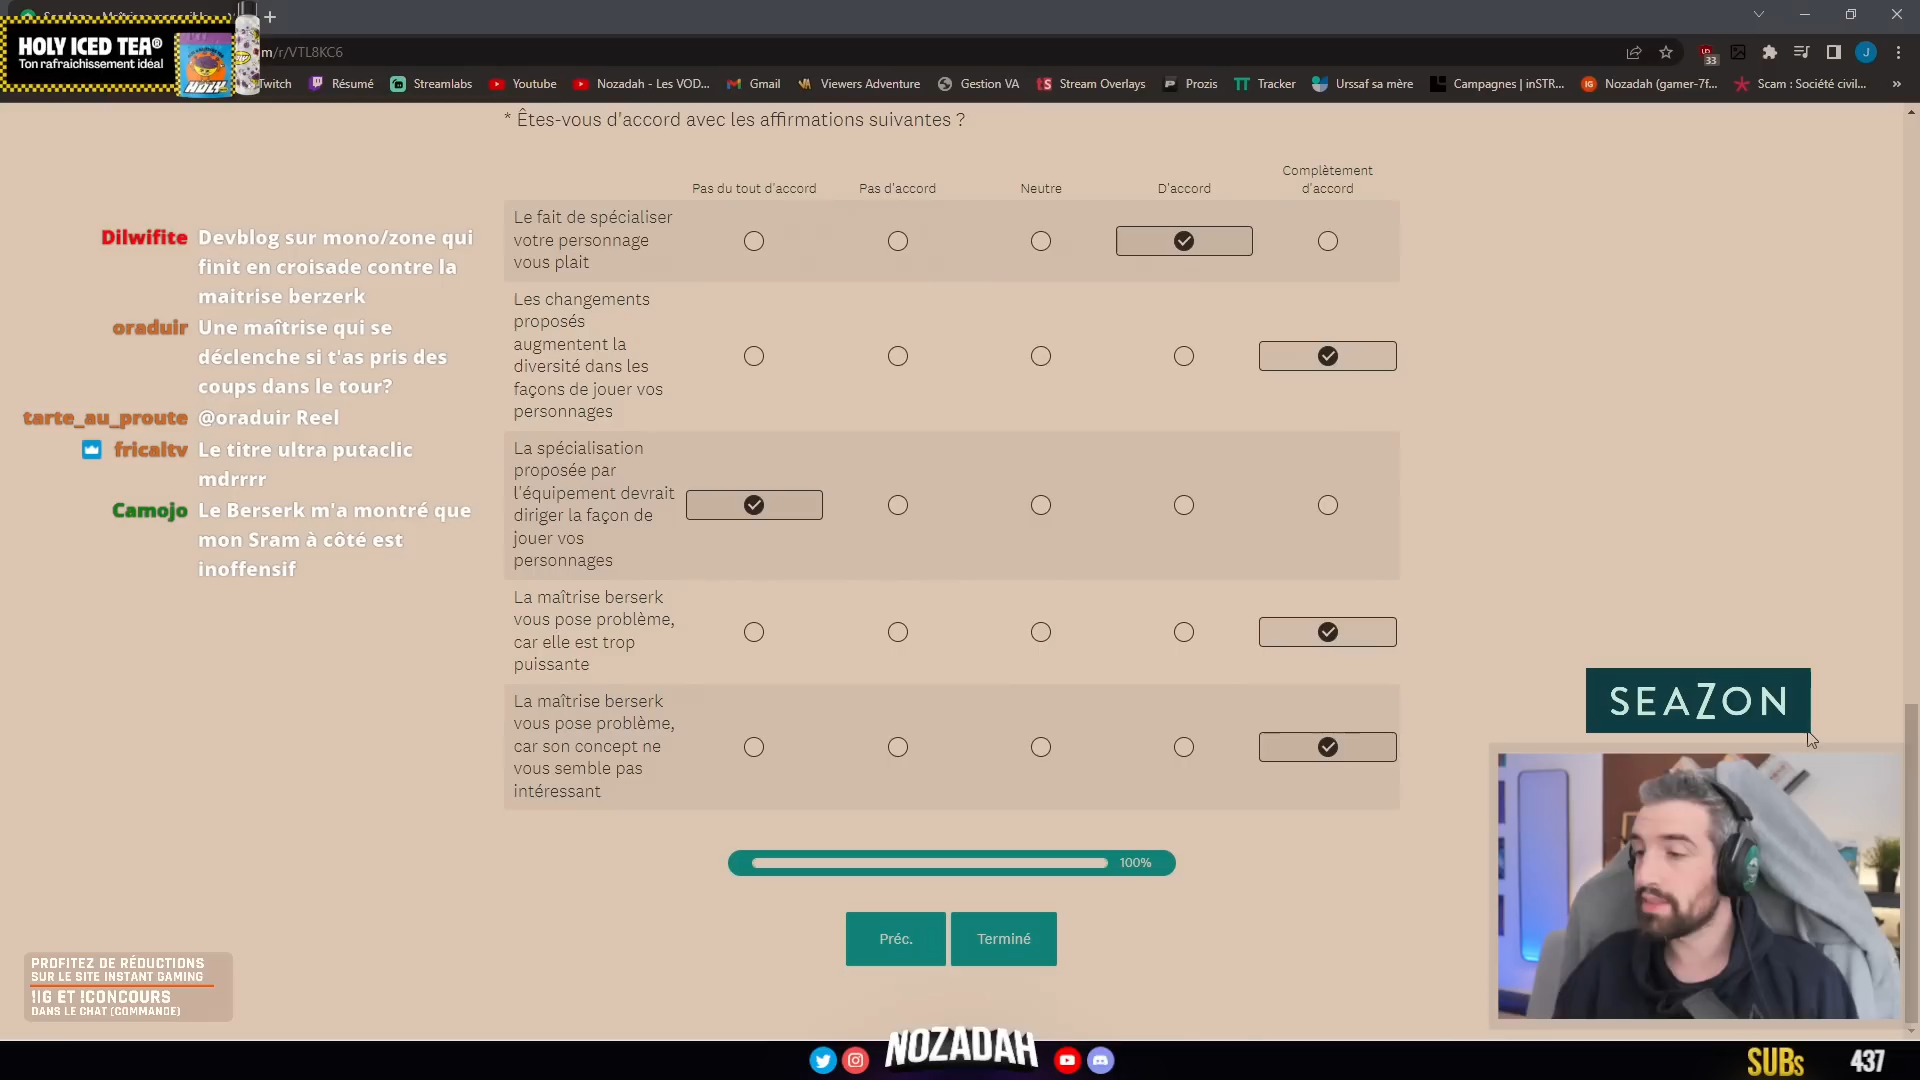 HOLY ICED TEA®
Ton rafraichissement idéal
HOLY
m/r/VTL8KC6
33
J
Twitch
Résumé
Streamlabs
Youtube
Nozadah - Les VOD...
Gmail
Viewers Adventure
Gestion VA
Stream Overlays
Prozis
Tracker
Urssaf sa mère
Campagnes | inSTR...
Nozadah (gamer-7f...
Scam : Société civil...
»
* Êtes-vous d'accord avec les affirmations suivantes ?
Pas du tout d'accord
Pas d'accord
Neutre
D'accord
Complètement
d'accord
Le fait de spécialiser
votre personnage
vous plait
Les changements
proposés
augmentent la
diversité dans les
façons de jouer vos
personnages
La spécialisation
proposée par
l'équipement devrait
diriger la façon de
jouer vos
personnages
La maîtrise berserk
vous pose problème,
car elle est trop
puissante
La maîtrise berserk
vous pose problème,
car son concept ne
vous semble pas
intéressant
100%
Préc.
Terminé
Dilwifite Devblog sur mono/zone qui
finit en croisade contre la
maitrise berzerk
oraduir Une maîtrise qui se
déclenche si t'as pris des
coups dans le tour?
tarte_au_proute @oraduir Reel
fricaltv Le titre ultra putaclic
mdrrrr
Camojo Le Berserk m'a montré que
mon Sram à côté est
inoffensif
SEAZON
PROFITEZ DE RÉDUCTIONS
SUR LE SITE INSTANT GAMING
!IG ET !CONCOURS
DANS LE CHAT (COMMANDE)
NOZADAH
SUBs 437